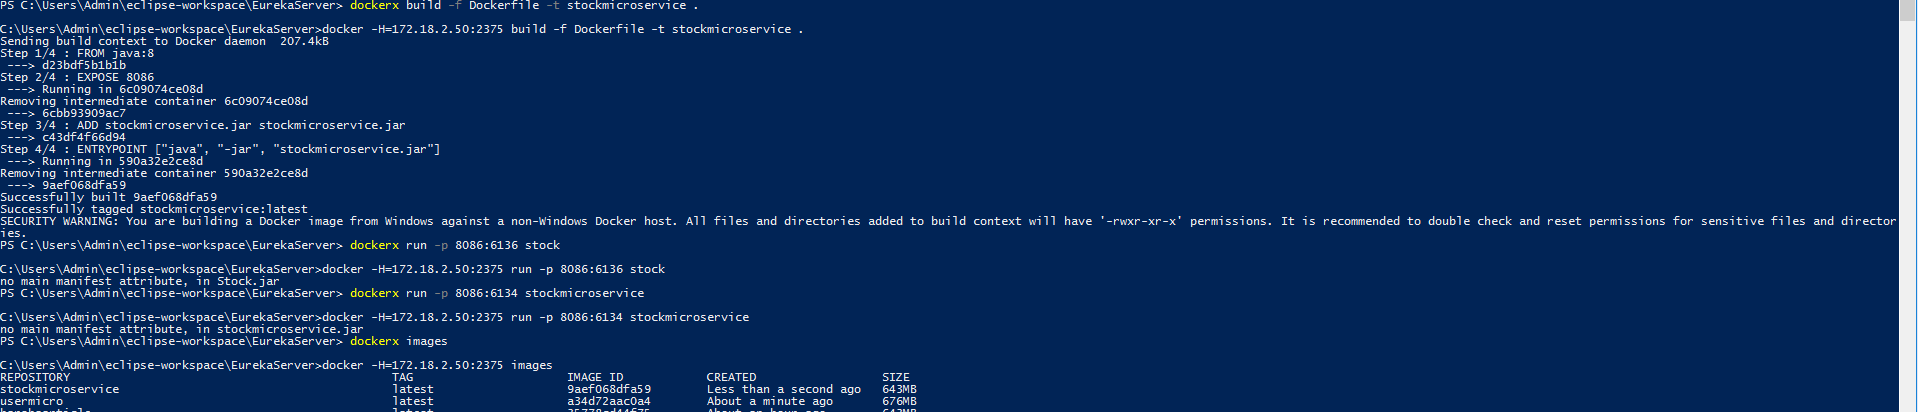 PS C:\Users\Admin\eclipse-workspace\EurekaServer> dockerx build -f Dockerfile -t stockmicroservice .
C:\Users\Admin\eclipse-workspace\EurekaServer>docker -H=172.18.2.50:2375 build -f Dockerfile -t stockmicroservice .
Sending build context to Docker daemon  207.4kB
Step 1/4 : FROM java:8
 ---> d23bdf5b1b1b
Step 2/4 : EXPOSE 8086
 ---> Running in 6c09074ce08d
Removing intermediate container 6c09074ce08d
 ---> 6cbb93909ac7
Step 3/4 : ADD stockmicroservice.jar stockmicroservice.jar
 ---> c43df4f66d94
Step 4/4 : ENTRYPOINT ["java", "-jar", "stockmicroservice.jar"]
 ---> Running in 590a32e2ce8d
Removing intermediate container 590a32e2ce8d
 ---> 9aef068dfa59
Successfully built 9aef068dfa59
Successfully tagged stockmicroservice:latest
SECURITY WARNING: You are building a Docker image from Windows against a non-Windows Docker host. All files and directories added to build context will have '-rwxr-xr-x' permissions. It is recommended to double check and reset permissions for sensitive files and director
ies.
PS C:\Users\Admin\eclipse-workspace\EurekaServer> dockerx run -p 8086:6136 stock
C:\Users\Admin\eclipse-workspace\EurekaServer>docker -H=172.18.2.50:2375 run -p 8086:6136 stock
no main manifest attribute, in Stock.jar
PS C:\Users\Admin\eclipse-workspace\EurekaServer> dockerx run -p 8086:6134 stockmicroservice
C:\Users\Admin\eclipse-workspace\EurekaServer>docker -H=172.18.2.50:2375 run -p 8086:6134 stockmicroservice
no main manifest attribute, in stockmicroservice.jar
PS C:\Users\Admin\eclipse-workspace\EurekaServer> dockerx images
C:\Users\Admin\eclipse-workspace\EurekaServer>docker -H=172.18.2.50:2375 images
REPOSITORY TAG IMAGE ID CREATED SIZE
stockmicroservice latest 9aef068dfa59 Less than a second ago 643MB
usermicro latest a34d72aac0a4 About a minute ago 676MB
latest About an hour ago 643MB